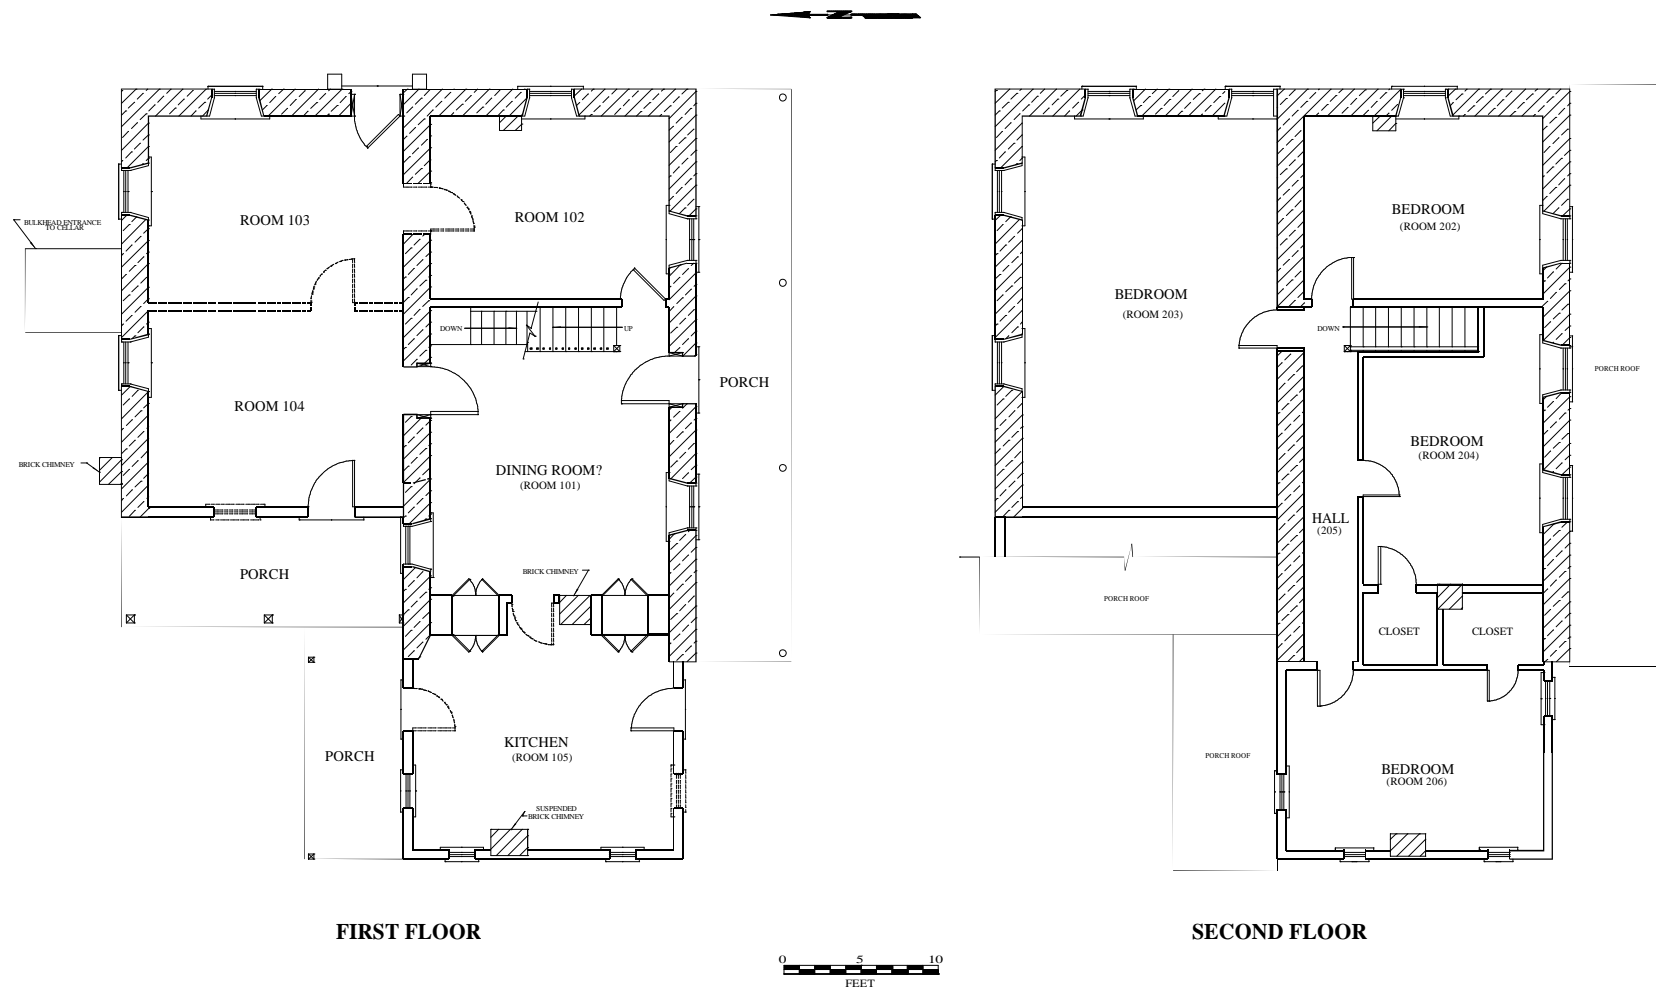 N
BULKHEAD ENTRANCE
TO CELLAR
ROOM 103
ROOM 102
DOWN
UP
PORCH
ROOM 104
BRICK CHIMNEY
DINING ROOM?
(ROOM 101)
PORCH
BRICK CHIMNEY
KITCHEN
(ROOM 105)
PORCH
SUSPENDED
BRICK CHIMNEY
FIRST FLOOR
BEDROOM
(ROOM 202)
BEDROOM
(ROOM 203)
DOWN
PORCH ROOF
BEDROOM
(ROOM 204)
HALL
(205)
PORCH ROOF
CLOSET
CLOSET
PORCH ROOF
BEDROOM
(ROOM 206)
SECOND FLOOR
0 5 10
FEET